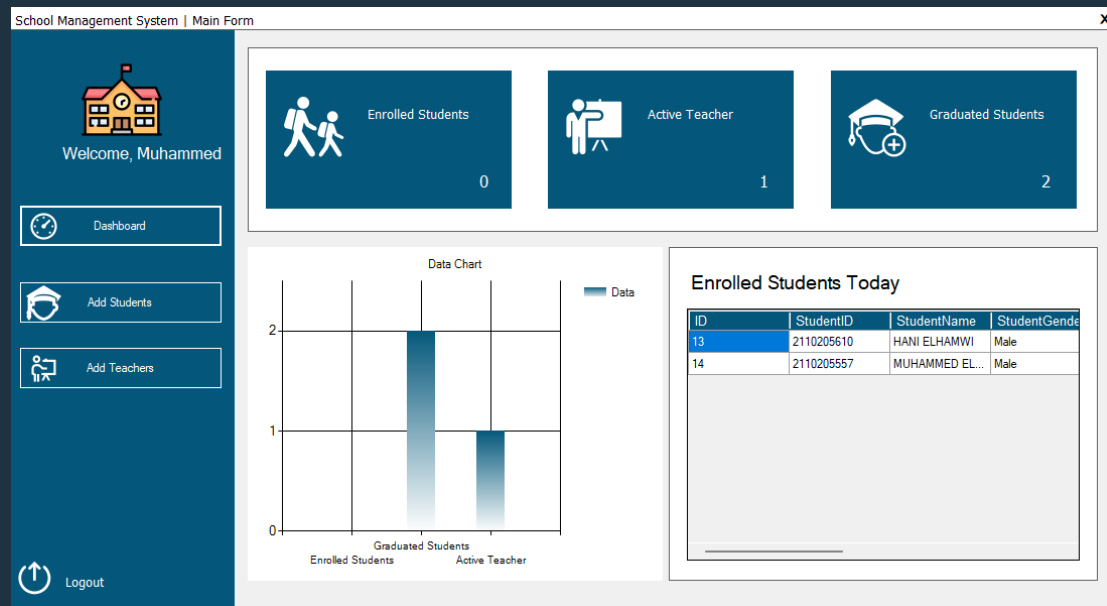 School Management System | Main Form
X
Welcome, Muhammed
Dashboard
Add Students
Add Teachers
Logout
Enrolled Students
0
Active Teacher
1
Graduated Students
2
Data Chart
Data
2
1
0
Graduated Students
Enrolled Students Active Teacher
Enrolled Students Today
ID StudentID StudentName StudentGende
13 2110205610 HANI ELHAMWI Male
14 2110205557 MUHAMMED EL... Male